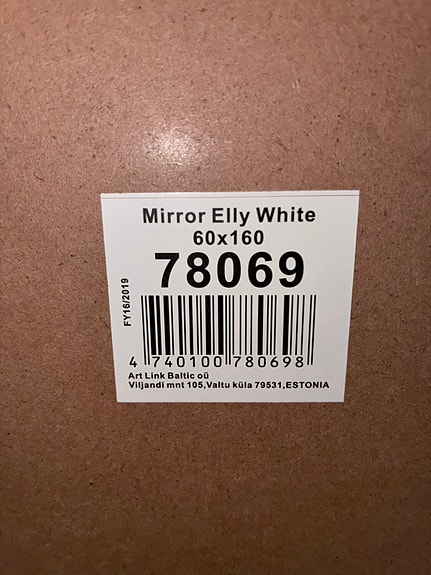 Mirror Elly White
60x160
78069
FY16/2019
4 740100 780698
Art Link Baltic oü
Viljandi mnt 105,Valtu küla 79531,ESTONIA